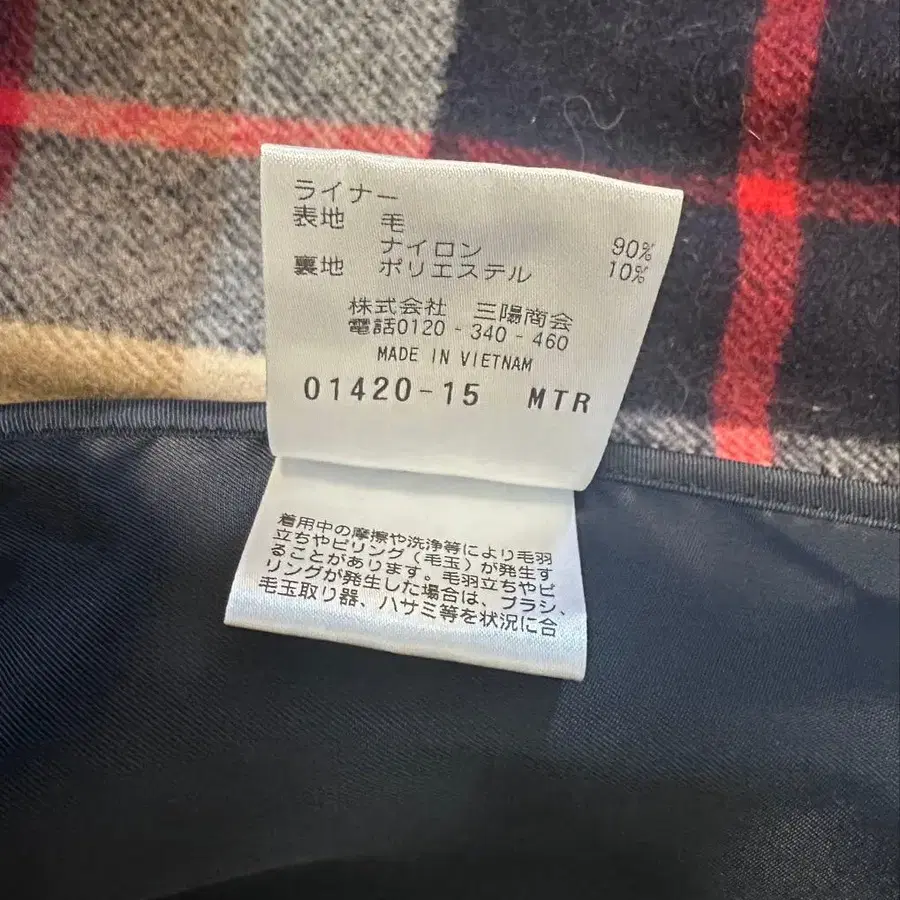 ライナー
表地 毛 90%
ナイロン 10%
裏地 ポリエステル
株式会社 三陽商会
電話0120-340-460
MADE IN VIETNAM
01420-15 MTR
着用中の摩擦や洗浄等により毛羽
立ちやピリング(毛玉)が発生す
ることがあります。毛羽立ちやピ
リングが発生した場合は、ブラシ、
毛玉取り器、ハサミ等を状況に合